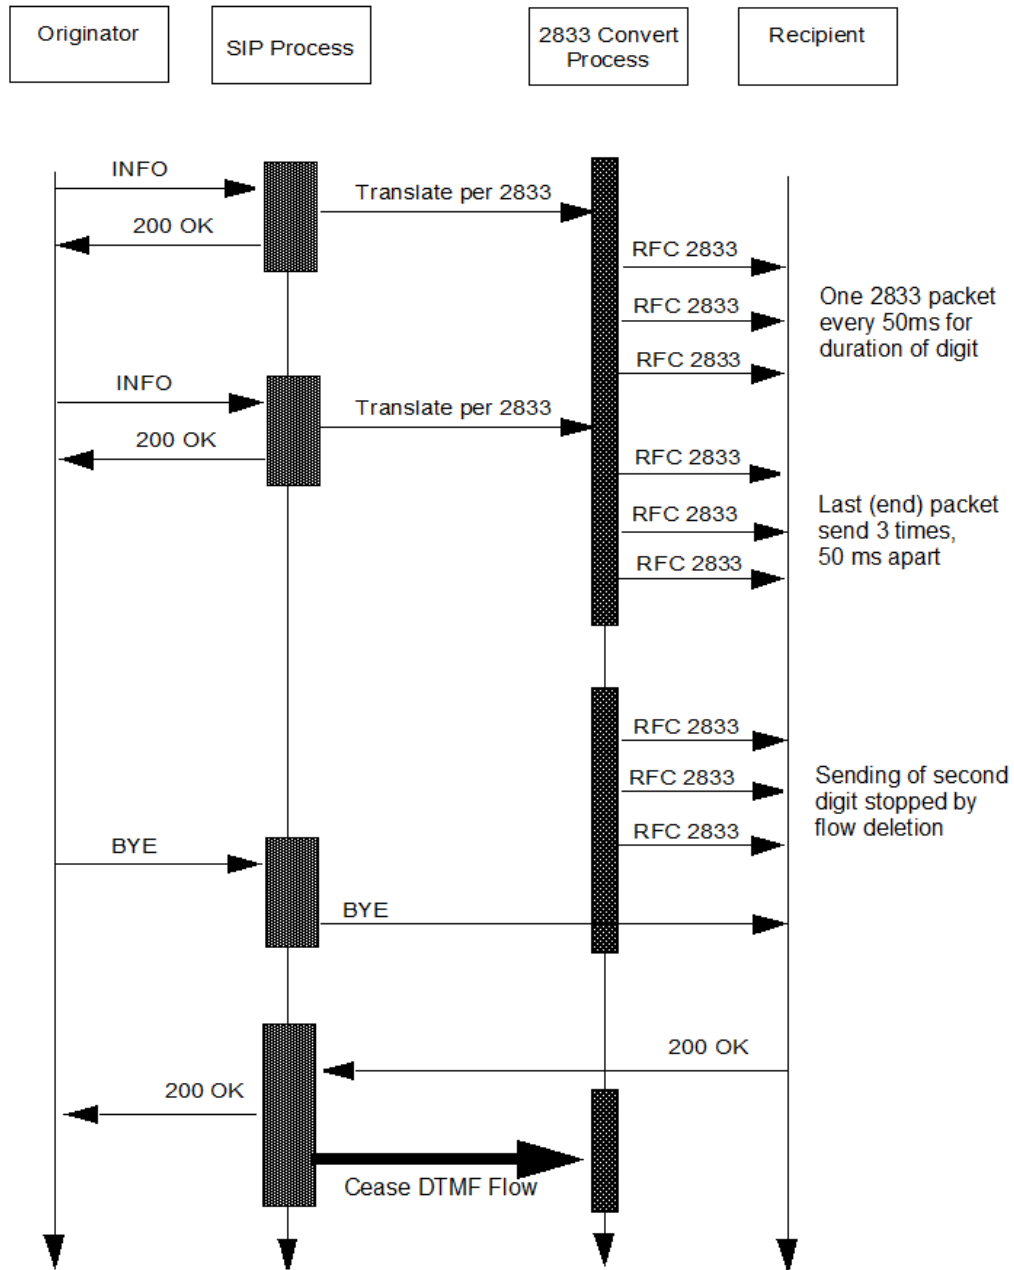 Originator
SIP Process
2833 Convert
Process
Recipient
INFO
Translate per 2833
200 OK
RFC 2833
RFC 2833
RFC 2833
One 2833 packet
every 50ms for
duration of digit
INFO
Translate per 2833
200 OK
RFC 2833
RFC 2833
RFC 2833
Last (end) packet
send 3 times,
50 ms apart
RFC 2833
RFC 2833
RFC 2833
Sending of second
digit stopped by
flow deletion
BYE
BYE
200 OK
200 OK
Cease DTMF Flow